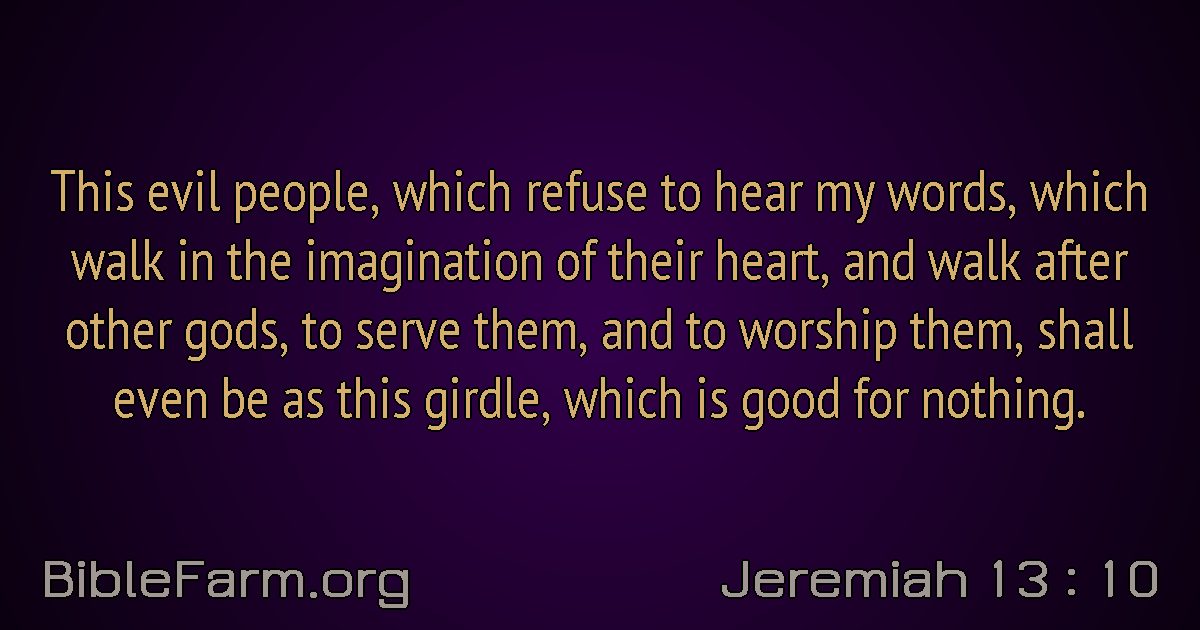 This evil people, which refuse to hear my words, which
walk in the imagination of their heart, and walk after
other gods, to serve them, and to worship them, shall
even be as this girdle, which is good for nothing.
BibleFarm.org
Jeremiah 13 : 10